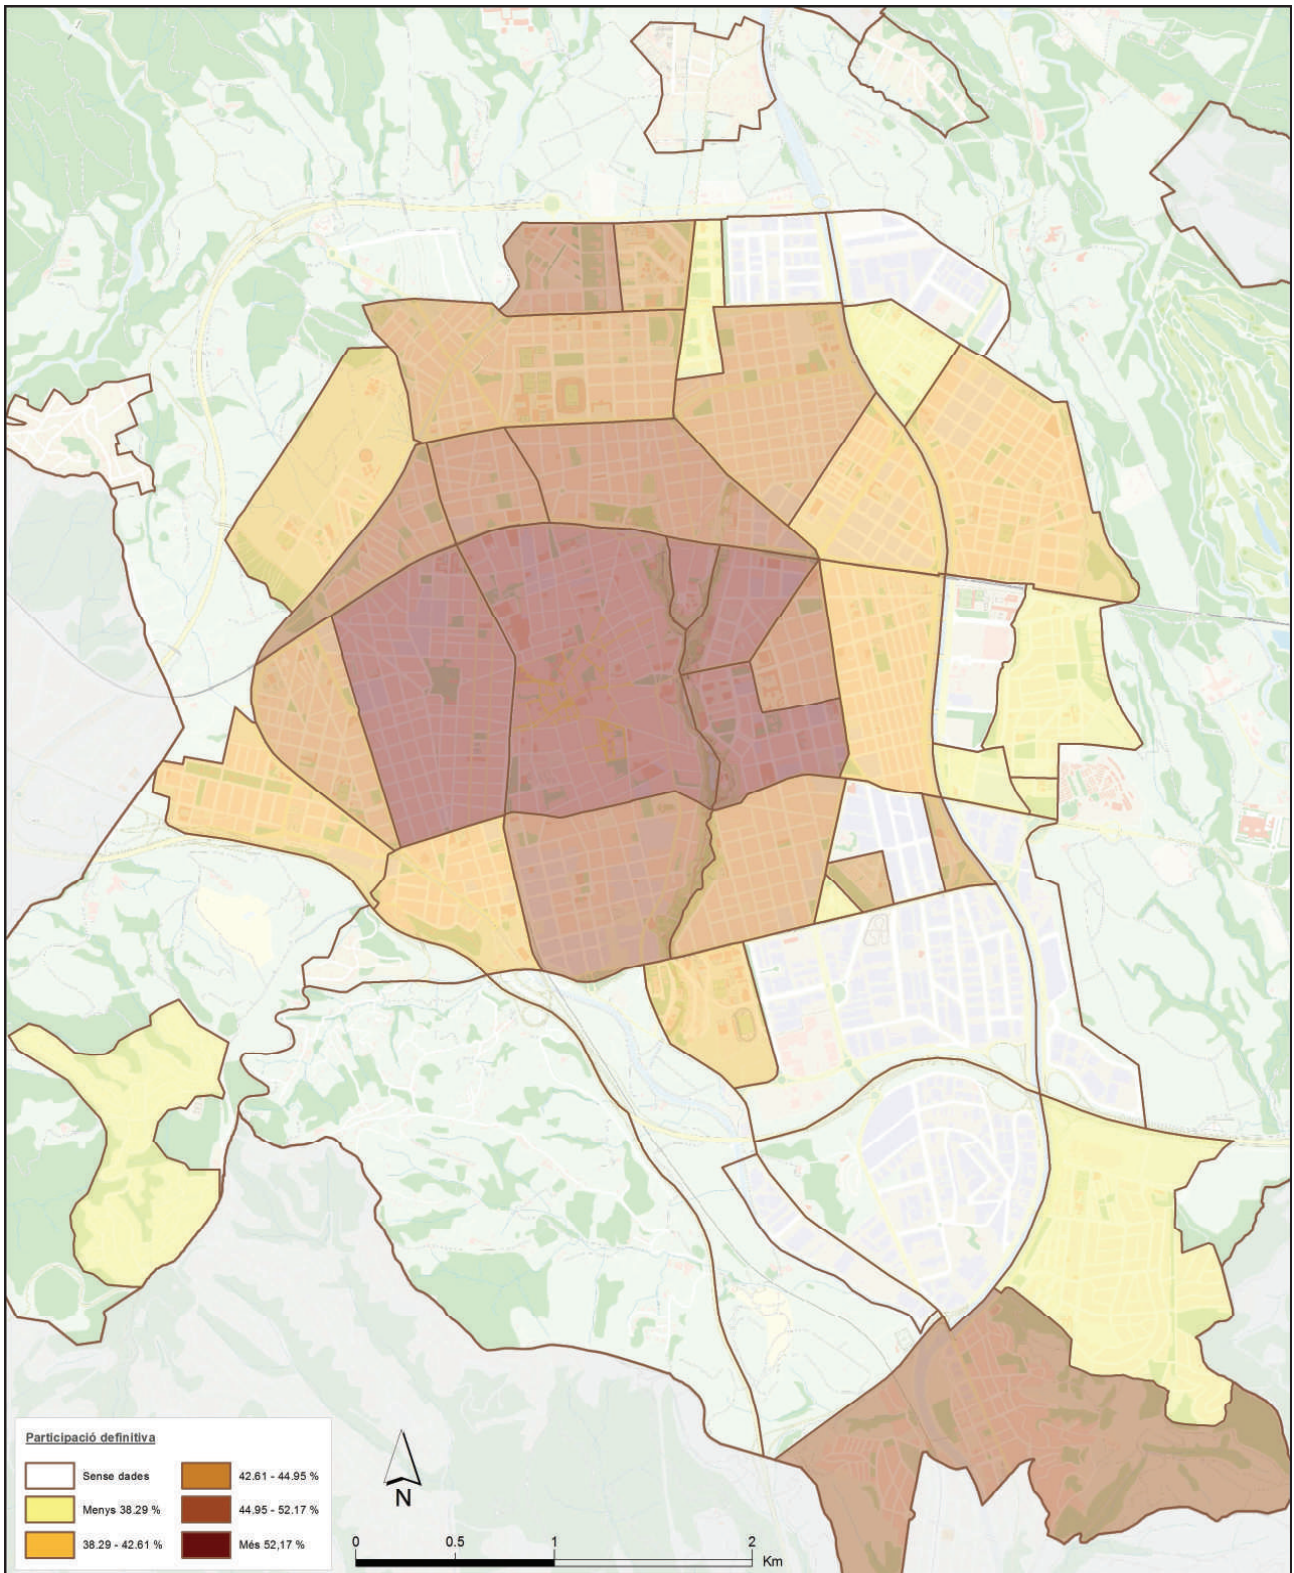 Participació definitiva
Sense dades
Menys 38.29 %
38.29 - 42.61 %
42.61 - 44.95 %
44.95 - 52.17 %
Més 52,17 %
N
0 0.5 1 2
Km